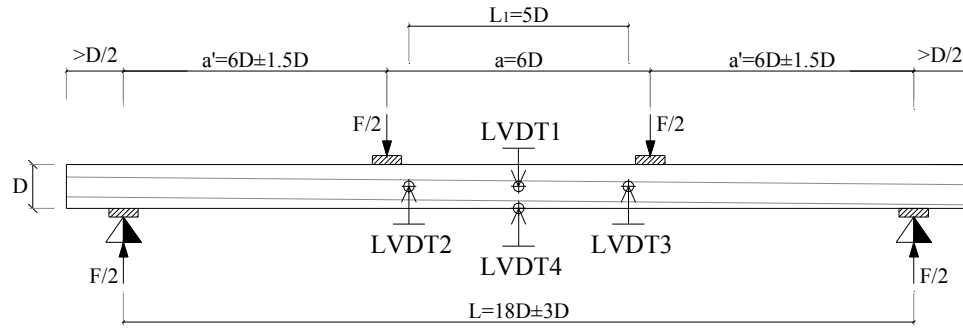 L1=5D
>D/2
a'=6D±1.5D
a=6D
a'=6D±1.5D
>D/2
F/2
LVDT1
F/2
D
LVDT2
LVDT4
LVDT3
F/2
F/2
L=18D±3D